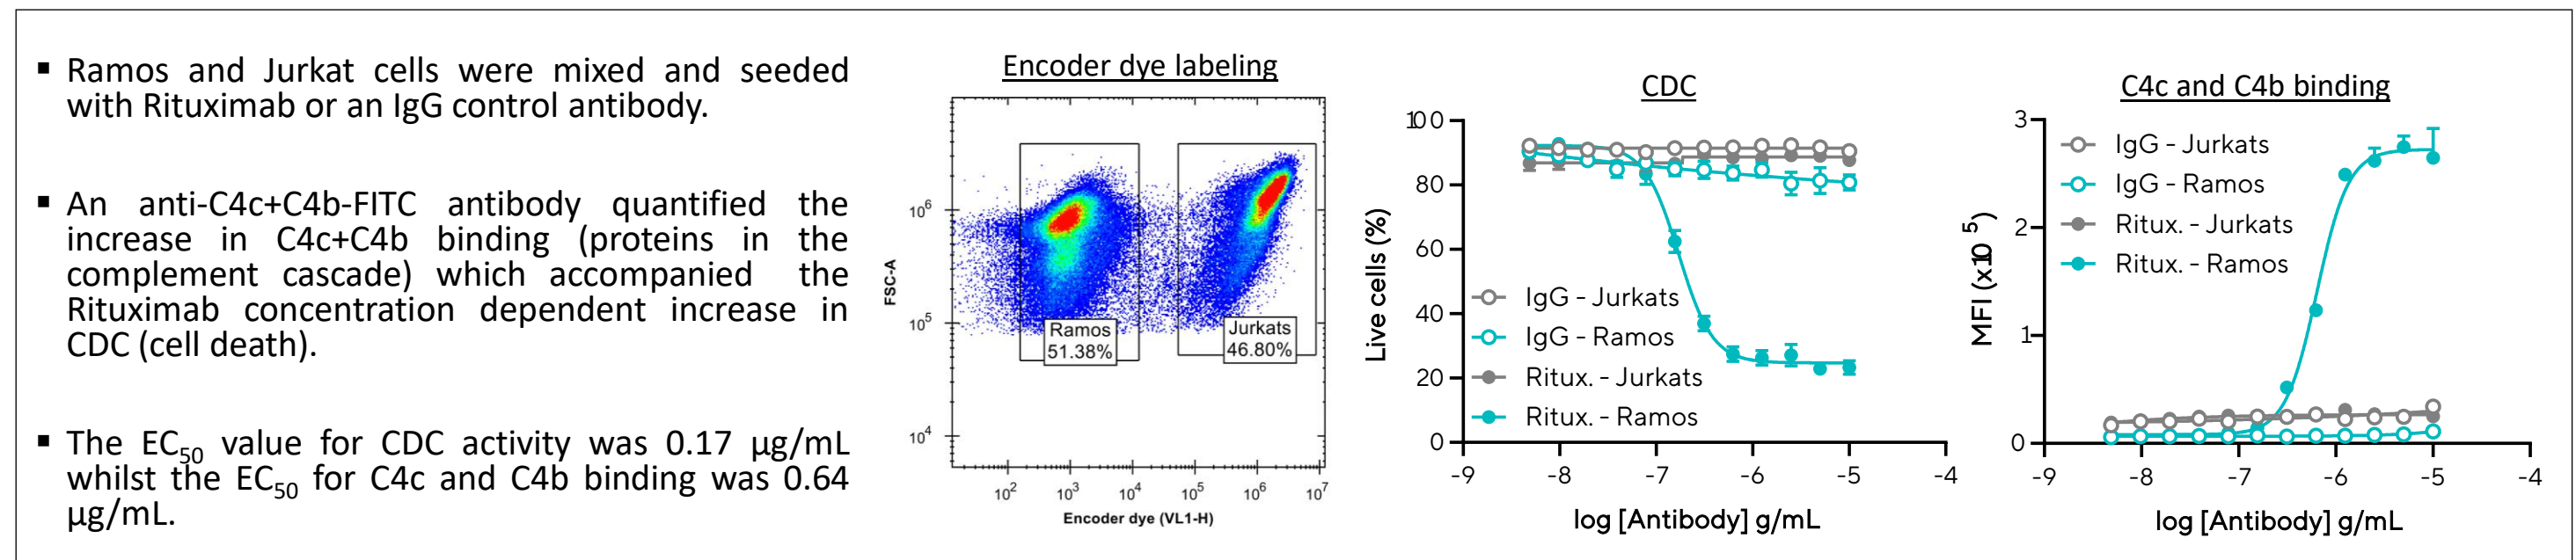 ▪ Ramos and Jurkat cells were mixed and seeded
with Rituximab or an IgG control antibody.
▪ An anti-C4c+C4b-FITC antibody quantified the
increase in C4c+C4b binding (proteins in the
complement cascade) which accompanied the
Rituximab concentration dependent increase in
CDC (cell death).
▪ The EC50 value for CDC activity was 0.17 µg/mL
whilst the EC50 for C4c and C4b binding was 0.64
µg/mL.
Encoder dye labeling
FSC-A
10^6
10^5
10^4
Ramos
51.38%
Jurkats
46.80%
10^2 10^3 10^4 10^5 10^6 10^7
Encoder dye (VL1-H)
CDC
Live cells (%)
100
80
60
40
20
0
IgG - Jurkats
IgG - Ramos
Ritux. - Jurkats
Ritux. - Ramos
-9 -8 -7 -6 -5 -4
log [Antibody] g/mL
C4c and C4b binding
MFI (x10^5)
3
2
1
0
IgG - Jurkats
IgG - Ramos
Ritux. - Jurkats
Ritux. - Ramos
-9 -8 -7 -6 -5 -4
log [Antibody] g/mL